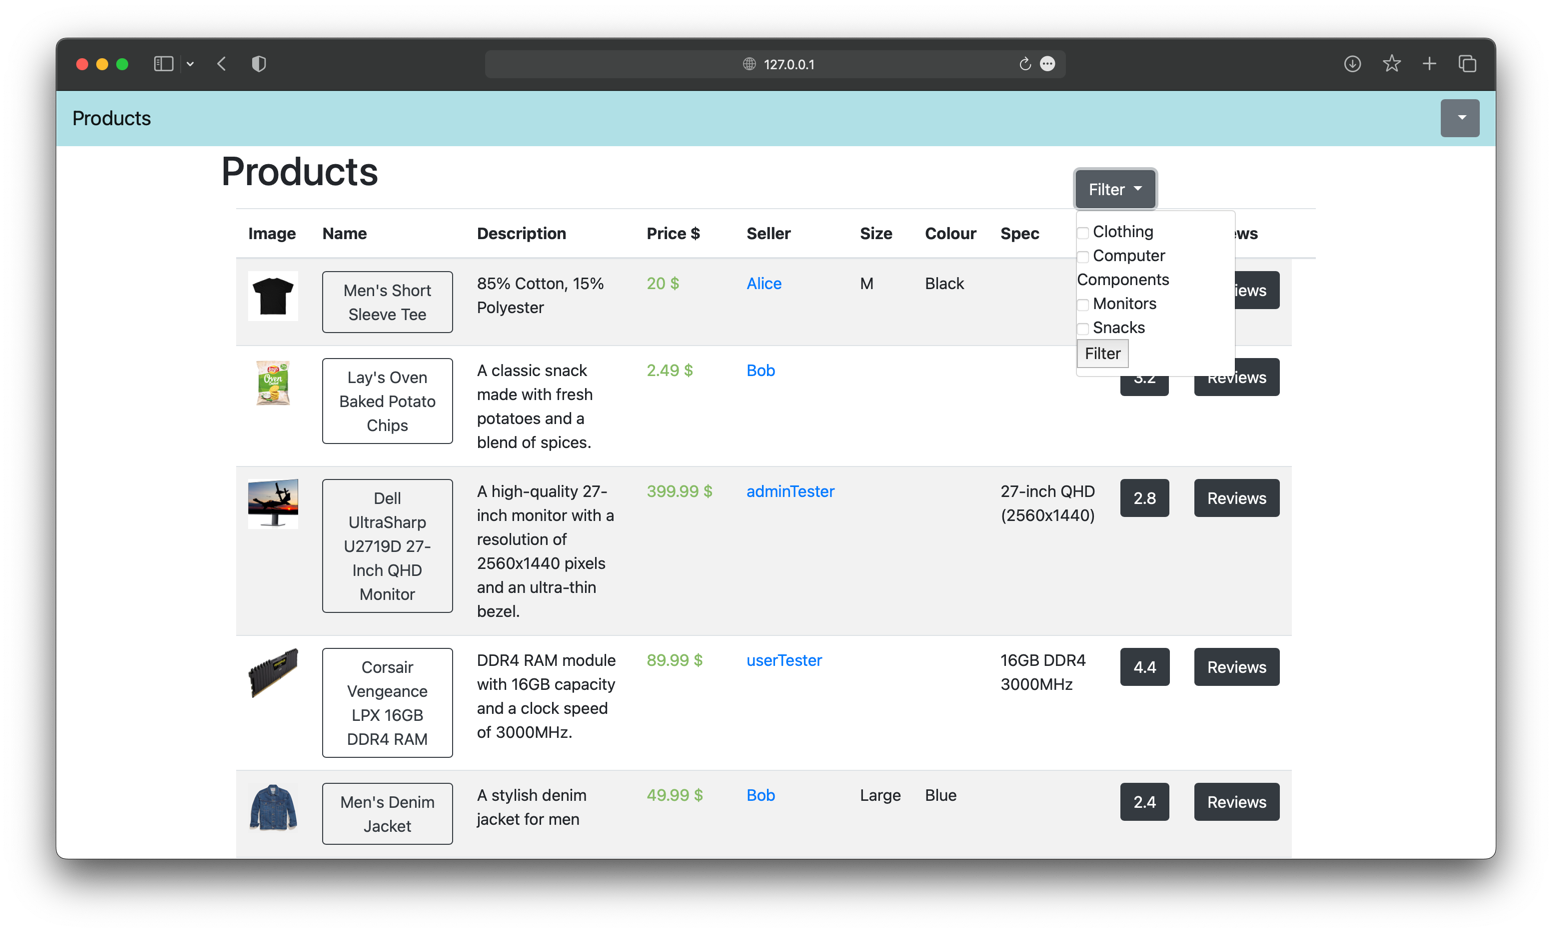 127.0.0.1
Products
Products
Filter
Image Name Description Price $ Seller Size Colour Spec ws
Clothing
Computer
Components
Monitors
Snacks
Filter
Men's Short
Sleeve Tee
85% Cotton, 15%
Polyester
20 $
Alice
M
Black
iews
Lay's Oven
Baked Potato
Chips
A classic snack
made with fresh
potatoes and a
blend of spices.
2.49 $
Bob
3.2
Reviews
Dell
UltraSharp
U2719D 27-
Inch QHD
Monitor
A high-quality 27-
inch monitor with a
resolution of
2560x1440 pixels
and an ultra-thin
bezel.
399.99 $
adminTester
27-inch QHD
(2560x1440)
2.8
Reviews
Corsair
Vengeance
LPX 16GB
DDR4 RAM
DDR4 RAM module
with 16GB capacity
and a clock speed
of 3000MHz.
89.99 $
userTester
16GB DDR4
3000MHz
4.4
Reviews
Men's Denim
Jacket
A stylish denim
jacket for men
49.99 $
Bob
Large
Blue
2.4
Reviews